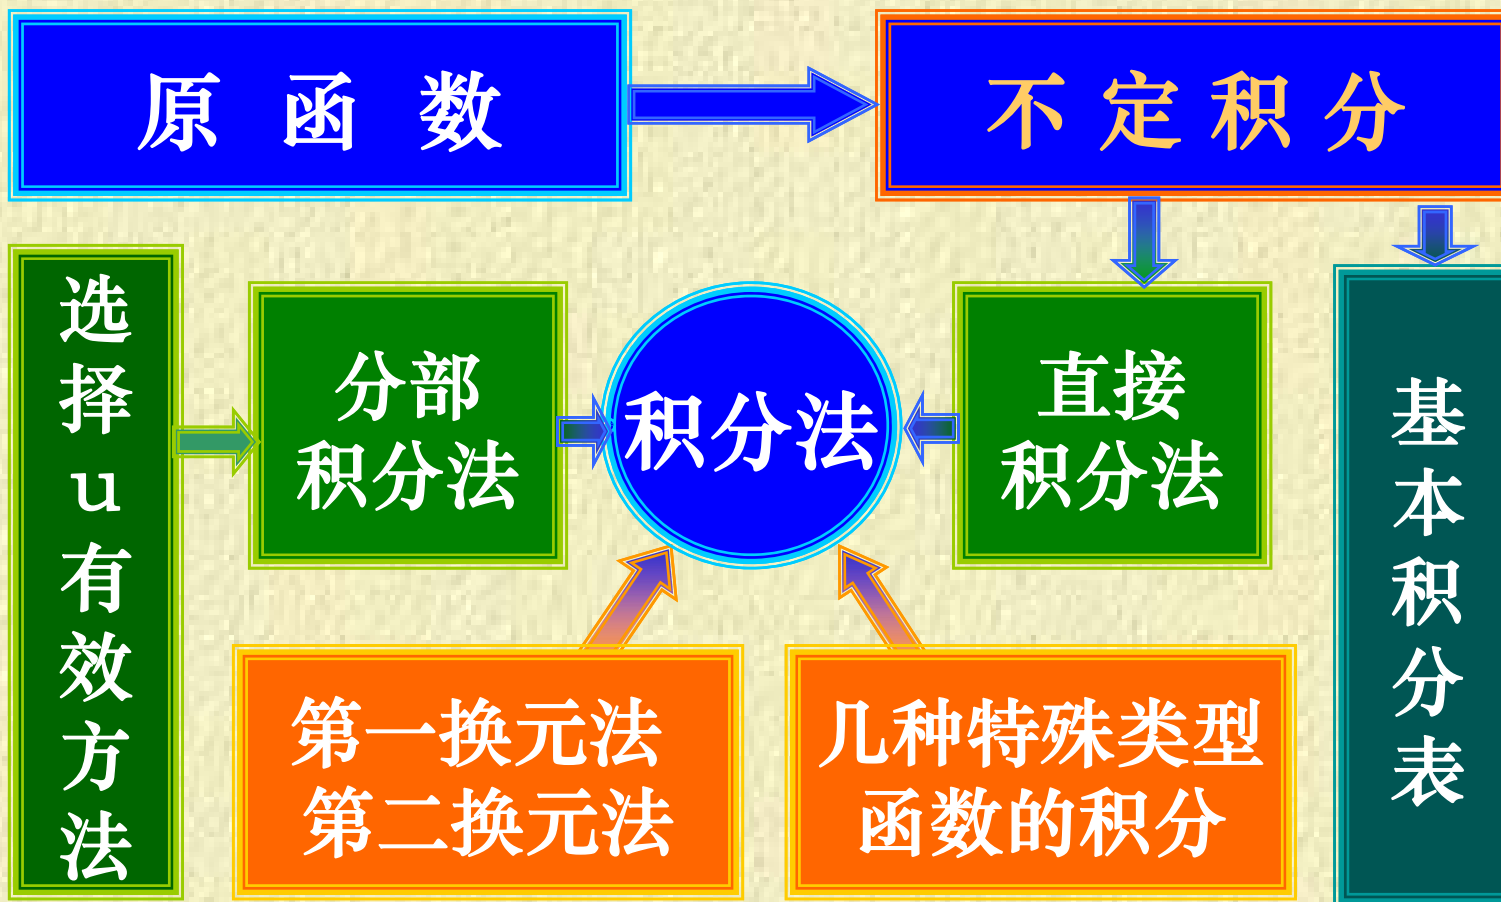 原 函 数
不 定 积 分
选择u有效方法
分部
积分法
积分法
直接
积分法
基本积分表
第一换元法
第二换元法
几种特殊类型
函数的积分